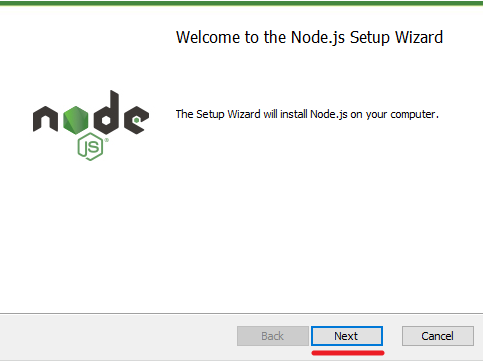 Welcome to the Node.js Setup Wizard
node
JS
The Setup Wizard will install Node.js on your computer.
Back
Next
Cancel